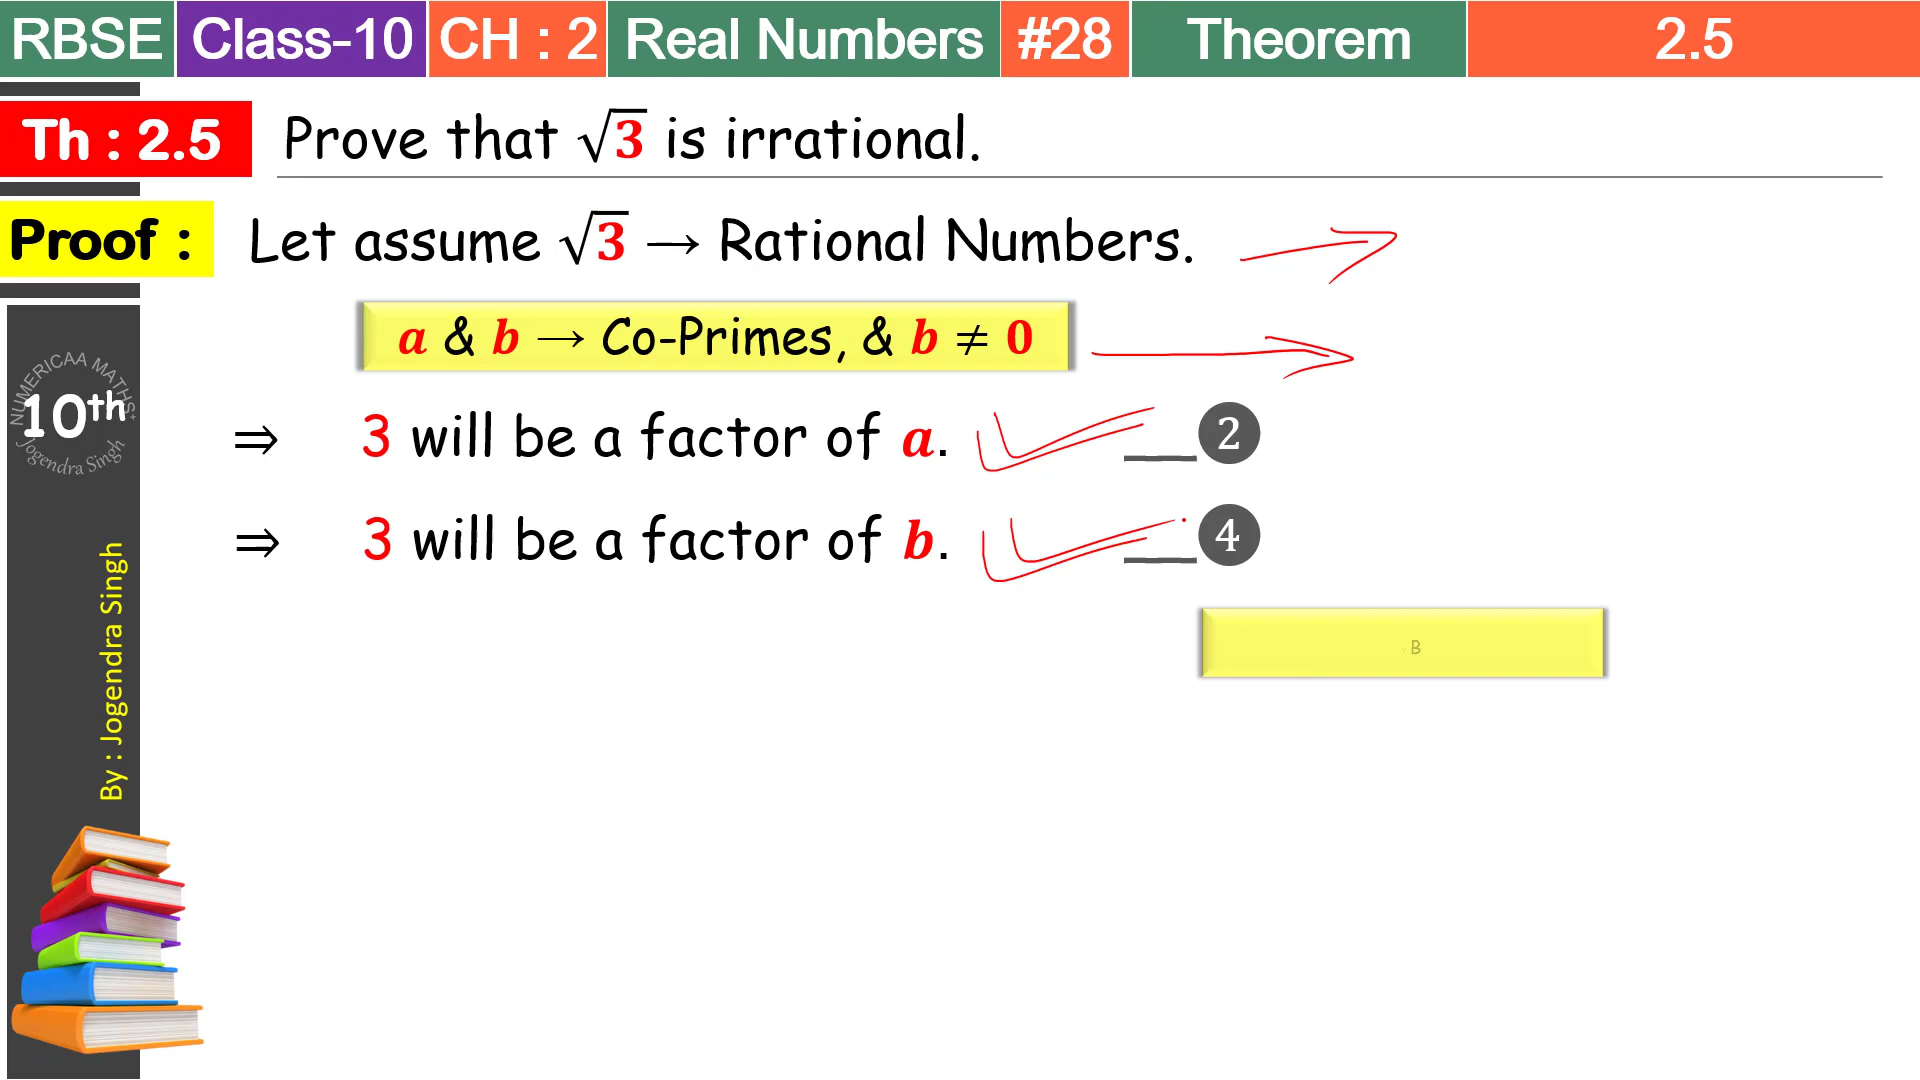 RBSE Class-10 CH : 2 Real Numbers #28 Theorem 2.5
Th : 2.5 Prove that √3 is irrational.
Proof : Let assume √3 → Rational Numbers.
a & b → Co-Primes, & b ≠ 0
⇒ 3 will be a factor of a. __2
⇒ 3 will be a factor of b. __4
B
NUMERICAA MATHS
10th
Jogendra Singh
By : Jogendra Singh